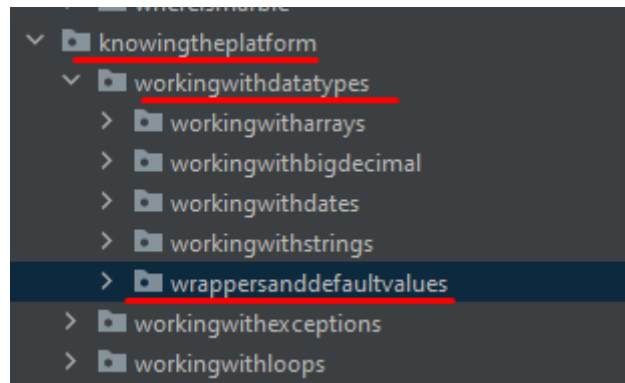 knowingtheplatform
workingwithdatatypes
workingwitharrays
workingwithbigdecimal
workingwithdates
workingwithstrings
wrappersanddefaultvalues
workingwithexceptions
workingwithloops